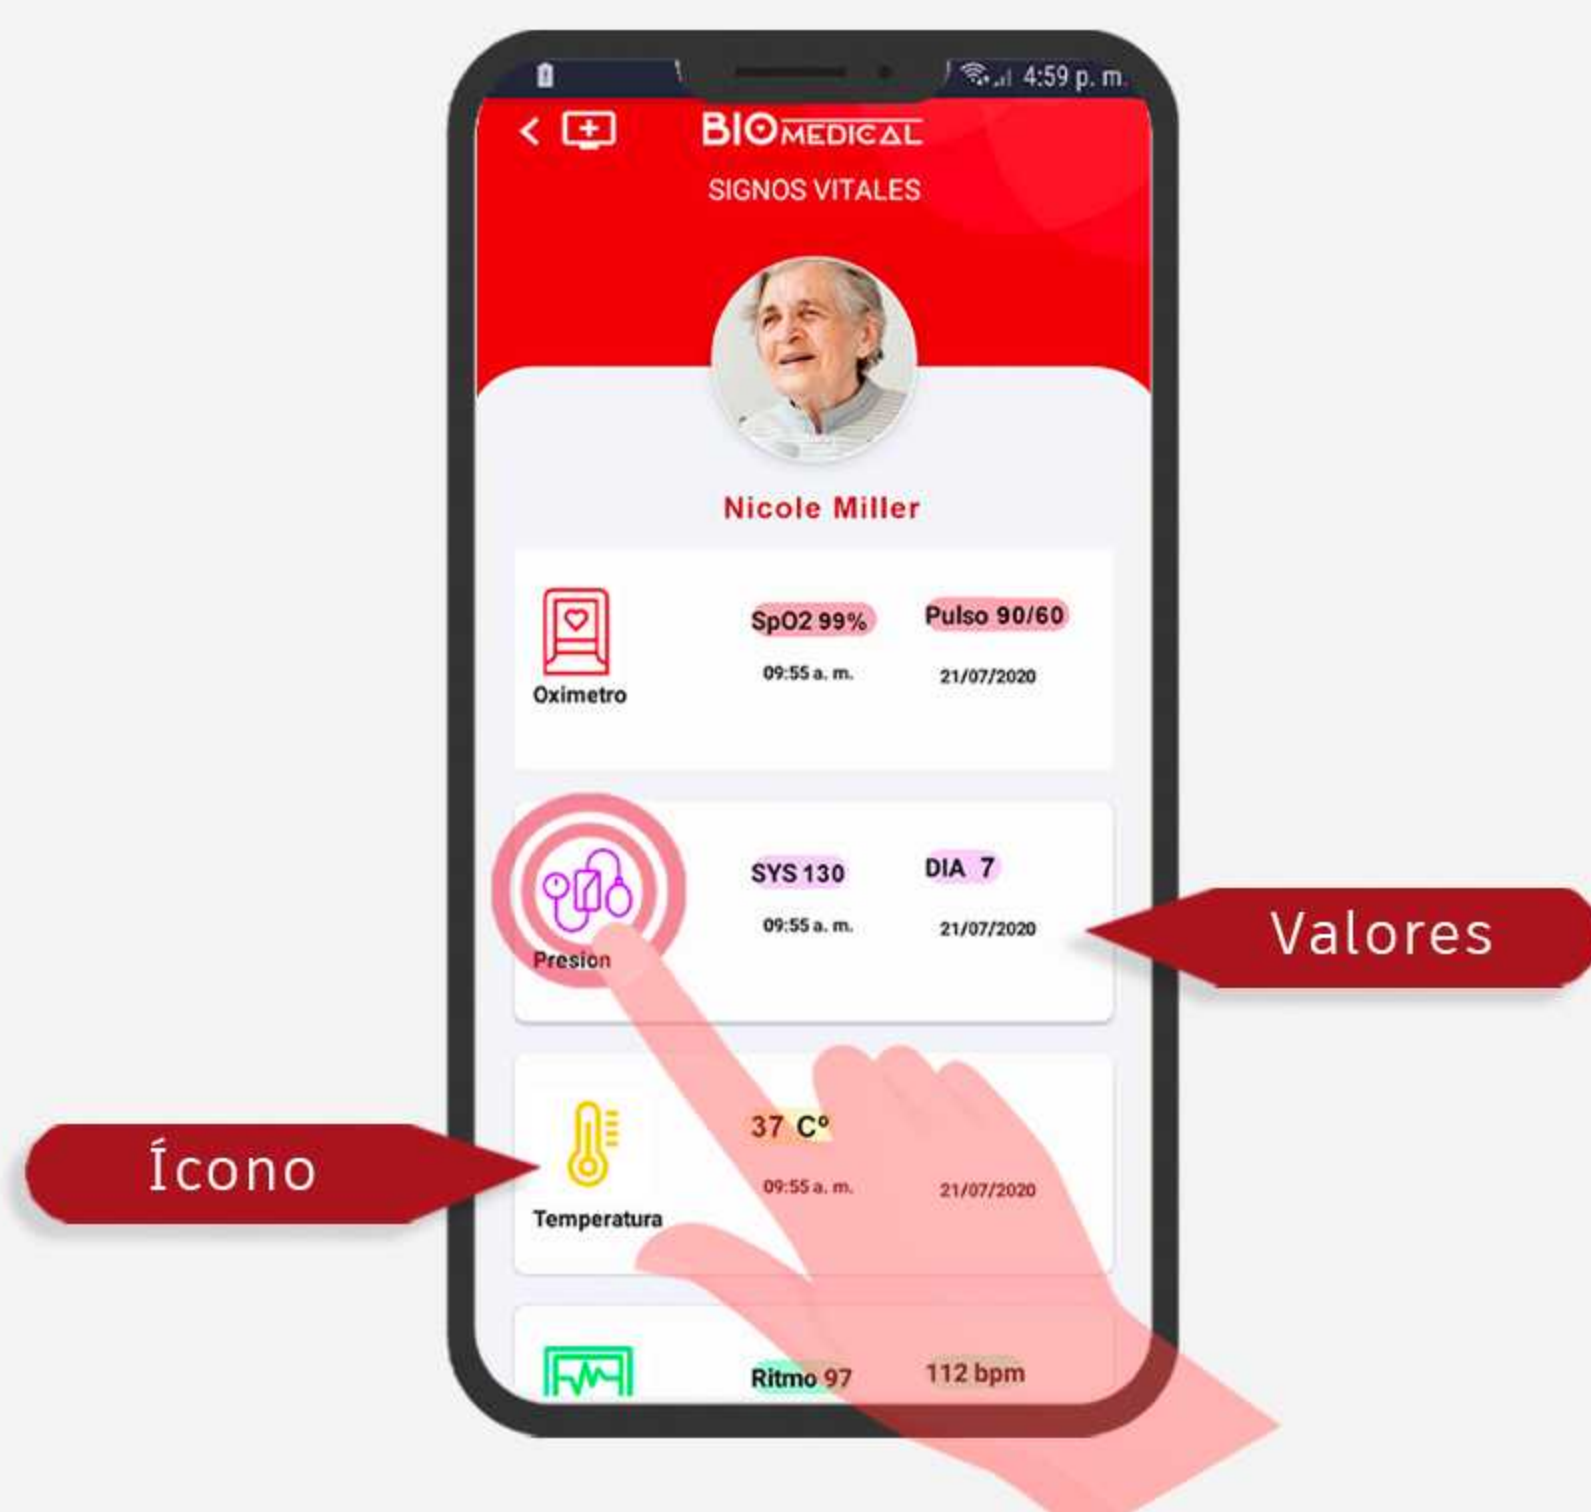 4:59 p. m.
BIOMEDICAL
SIGNOS VITALES
Nicole Miller
SpO2 99% Pulso 90/60
09:55 a. m. 21/07/2020
Oximetro
SYS 130 DIA 7
09:55 a. m. 21/07/2020
Presion
Valores
37 Cº
Ícono
09:55 a. m. 21/07/2020
Temperatura
Ritmo 97 112 bpm